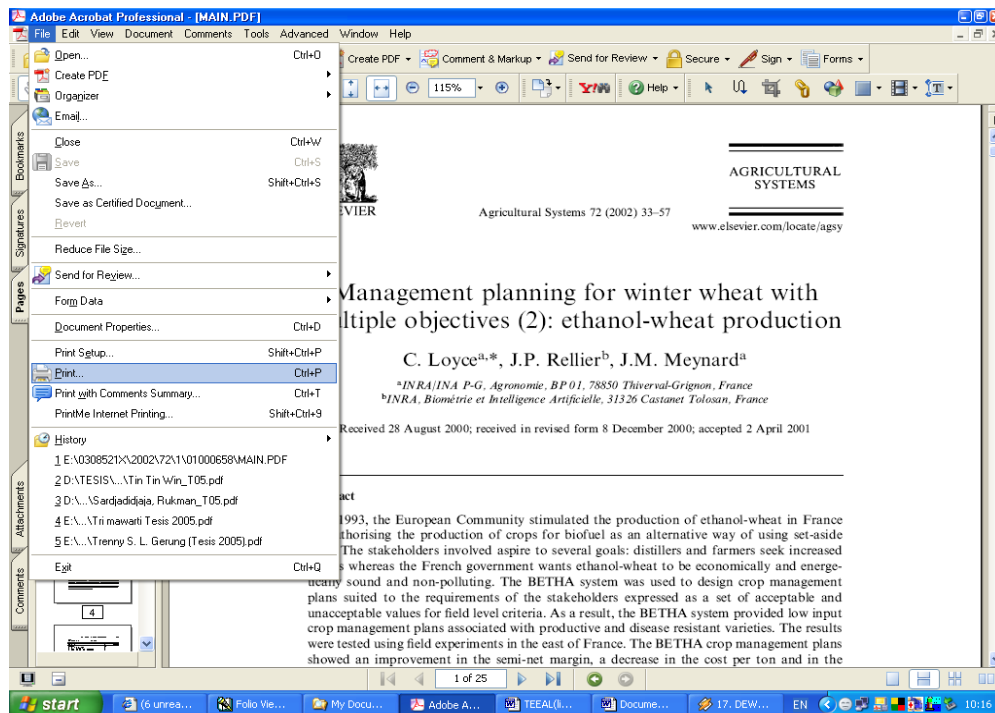 Adobe Acrobat Professional - [MAIN.PDF]
File Edit View Document Comments Tools Advanced Window Help
Create PDF Comment & Markup Send for Review Secure Sign Forms
115% Y! Help
Open... Ctrl+O
Create PDF
Organizer
Email...
Close Ctrl+W
Save Ctrl+S
Save As... Shift+Ctrl+S
Save as Certified Document...
Revert
Reduce File Size...
Send for Review...
Form Data
Document Properties... Ctrl+D
Print Setup... Shift+Ctrl+P
Print... Ctrl+P
Print with Comments Summary... Ctrl+T
PrintMe Internet Printing... Shift+Ctrl+9
History
1 E:\0308521X\2002\72\1\01000658\MAIN.PDF
2 D:\TESIS\...\Tin Tin Win_T05.pdf
3 D:\...\Sardjadidjaja, Rukman_T05.pdf
4 E:\...\Tri mawarti Tesis 2005.pdf
5 E:\...\Trenny S. L. Gerung (Tesis 2005).pdf
Exit Ctrl+Q
Bookmarks
Signatures
Pages
Attachments
Comments
4
EVIER
Agricultural Systems 72 (2002) 33–57
AGRICULTURAL
SYSTEMS
www.elsevier.com/locate/agsy
Management planning for winter wheat with
ltiple objectives (2): ethanol-wheat production
C. Loyceᵃ,*, J.P. Rellierᵇ, J.M. Meynardᵃ
ᵃINRA/INA P-G, Agronomie, BP 01, 78850 Thiverval-Grignon, France
ᵇINRA, Biométrie et Intelligence Artificielle, 31326 Castanet Tolosan, France
Received 28 August 2000; received in revised form 8 December 2000; accepted 2 April 2001
act
1993, the European Community stimulated the production of ethanol-wheat in France
thorising the production of crops for biofuel as an alternative way of using set-aside
The stakeholders involved aspire to several goals: distillers and farmers seek increased
s whereas the French government wants ethanol-wheat to be economically and energe-
tically sound and non-polluting. The BETHA system was used to design crop management
plans suited to the requirements of the stakeholders expressed as a set of acceptable and
unacceptable values for field level criteria. As a result, the BETHA system provided low input
crop management plans associated with productive and disease resistant varieties. The results
were tested using field experiments in the east of France. The BETHA crop management plans
showed an improvement in the semi-net margin, a decrease in the cost per ton and in the
1 of 25
start (6 unrea... Folio Vie... My Docu... Adobe A... TEEAL(li... Docume... 17. DEW... EN 10:16